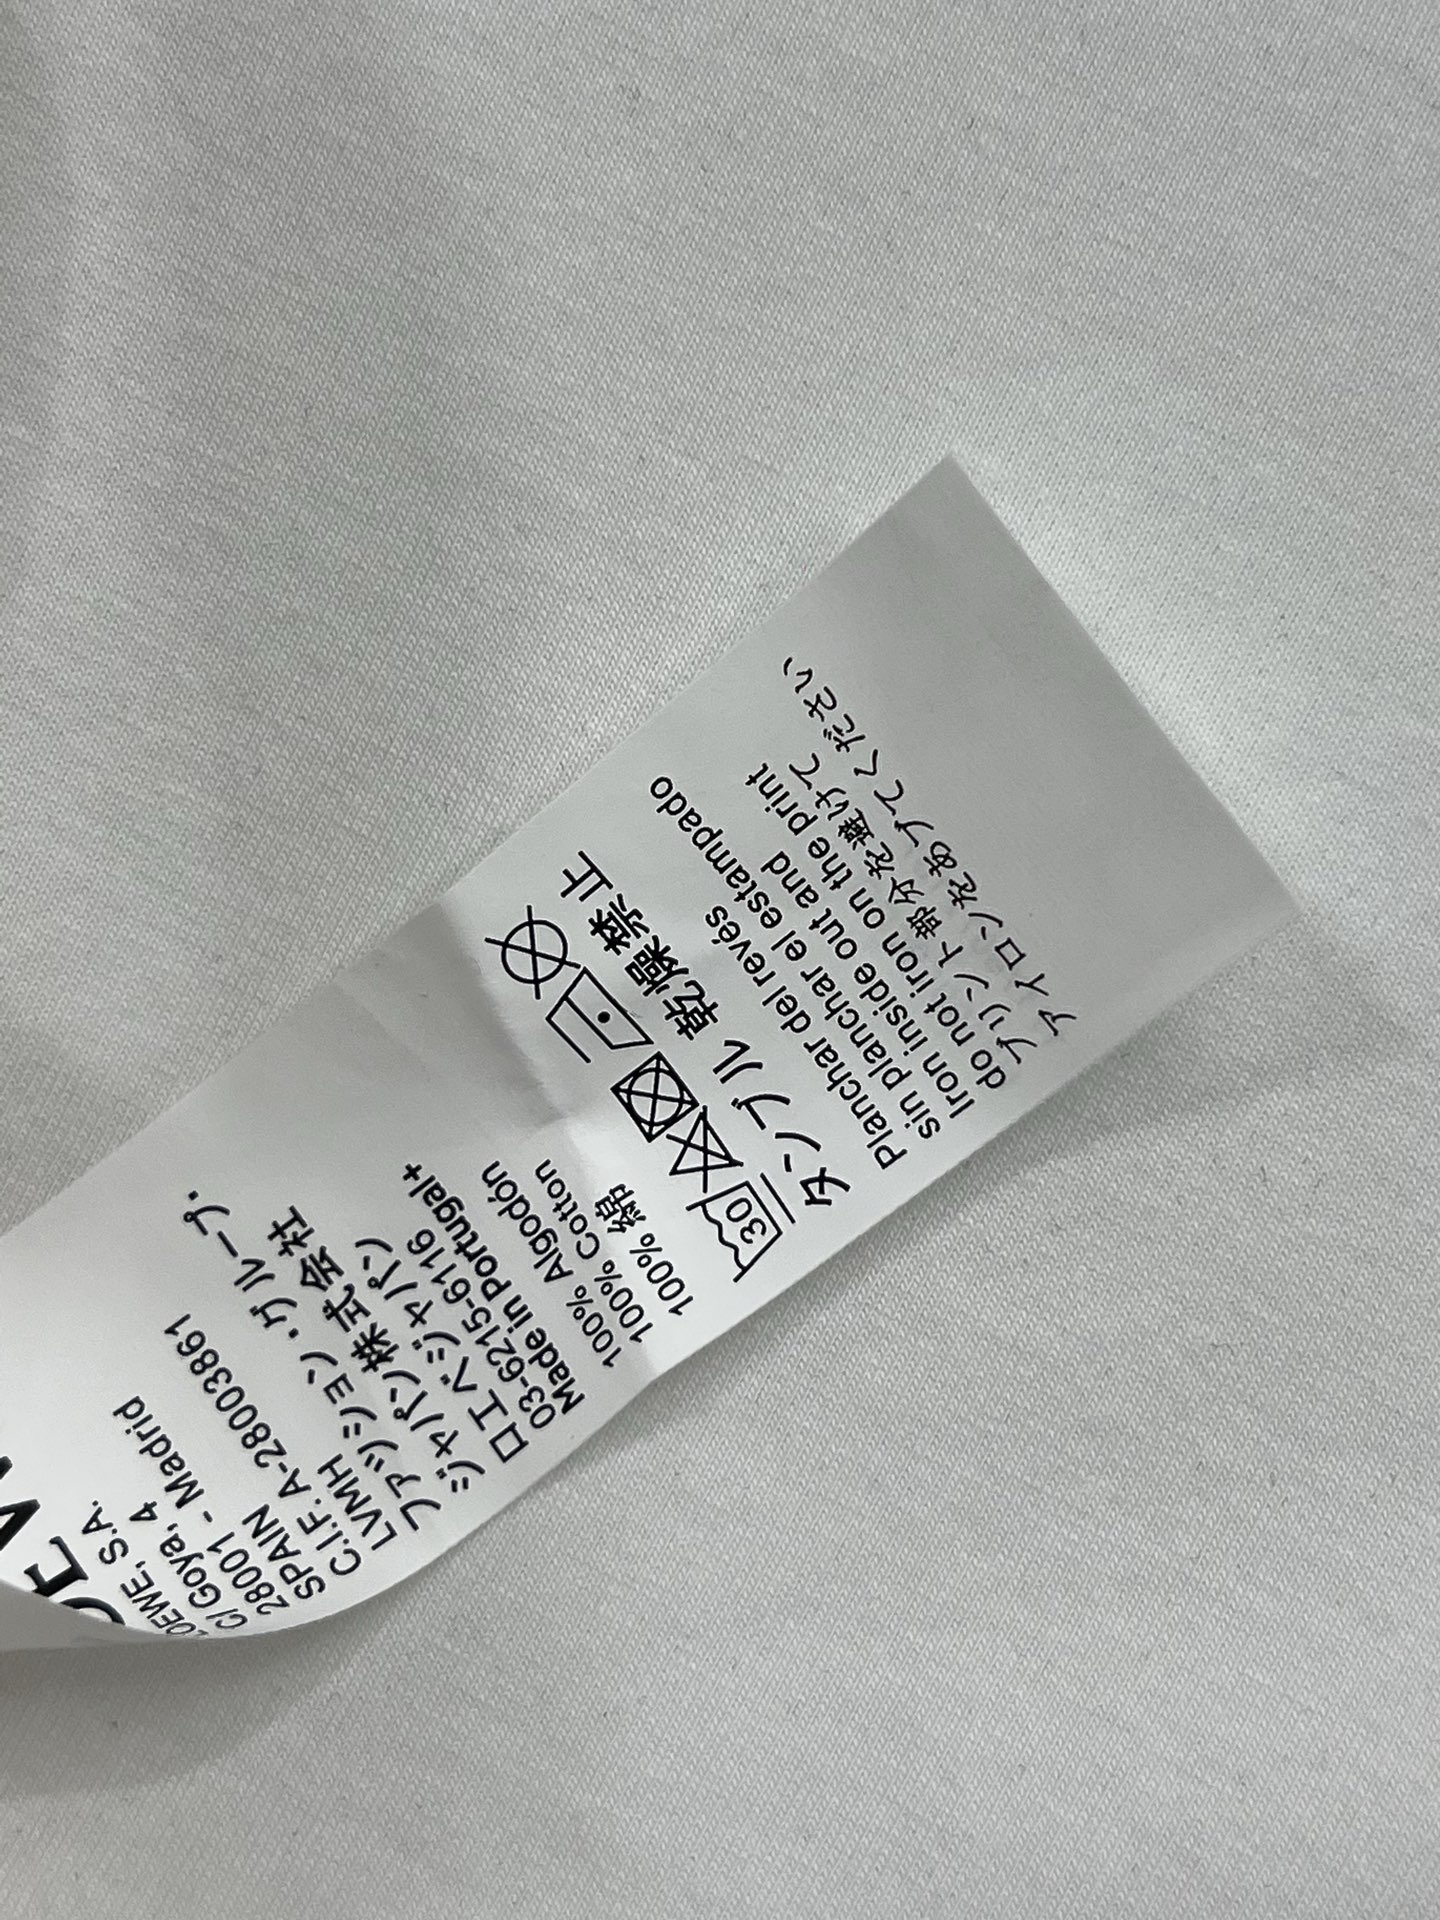 LOEWE, S.A.
C/ Goya, 4
28001 - Madrid
SPAIN
C.I.F. A-28003861
LVMH
ファッション・グループ.
ジャパン株式会社
ロエベジャパン
03-6215-6116
Made in Portugal+
100% Algodón
100% Cotton
100% 綿
30
タンブル 乾燥禁止
Planchar del revés
sin planchar el estampado
Iron inside out and
do not iron on the print
プリント部分を避けて
アイロンをあブてください